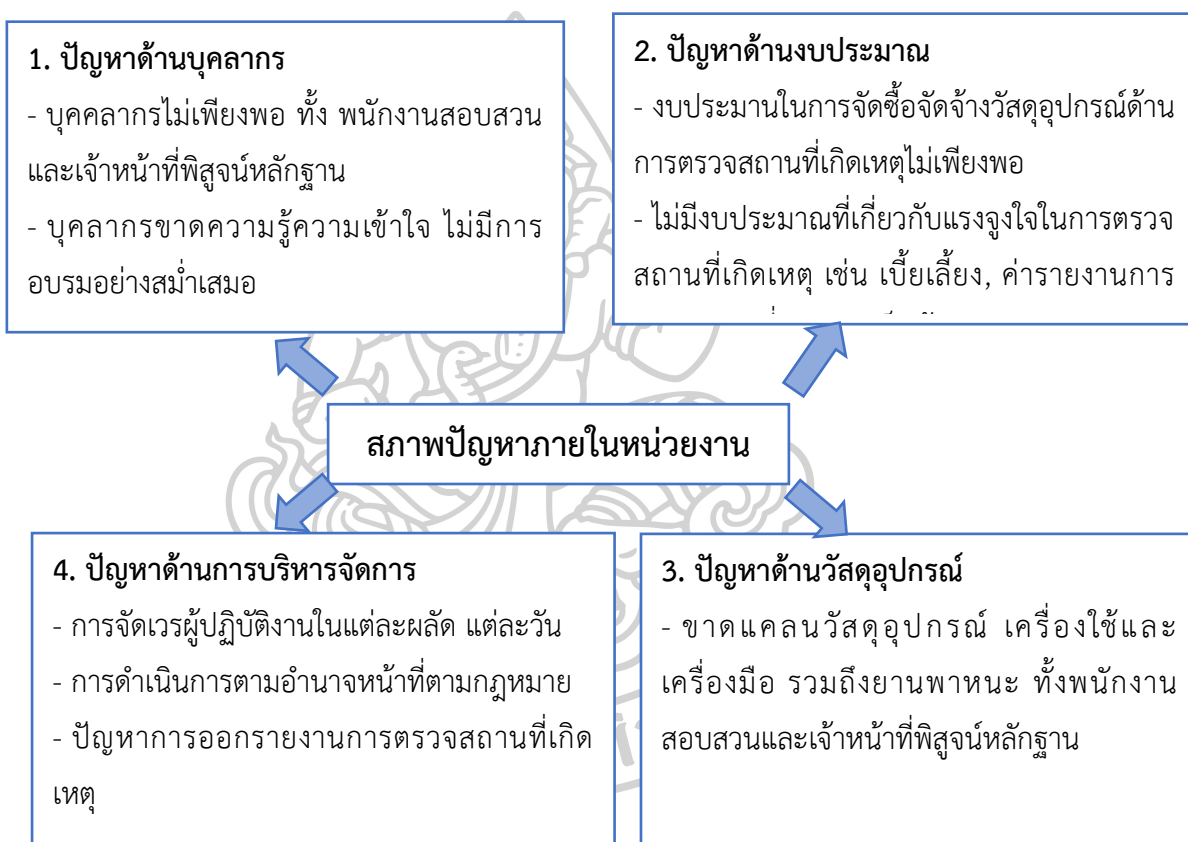 1. ปัญหาด้านบุคลากร
- บุคคลากรไม่เพียงพอ ทั้ง พนักงานสอบสวน
และเจ้าหน้าที่พิสูจน์หลักฐาน
- บุคลากรขาดความรู้ความเข้าใจ ไม่มีการ
อบรมอย่างสม่ำเสมอ
2. ปัญหาด้านงบประมาณ
- งบประมานในการจัดซื้อจัดจ้างวัสดุอุปกรณ์ด้าน
การตรวจสถานที่เกิดเหตุไม่เพียงพอ
- ไม่มีงบประมาณที่เกี่ยวกับแรงจูงใจในการตรวจ
สถานที่เกิดเหตุ เช่น เบี้ยเลี้ยง, ค่ารายงานการ
สภาพปัญหาภายในหน่วยงาน
4. ปัญหาด้านการบริหารจัดการ
- การจัดเวรผู้ปฏิบัติงานในแต่ละผลัด แต่ละวัน
- การดำเนินการตามอำนาจหน้าที่ตามกฎหมาย
- ปัญหาการออกรายงานการตรวจสถานที่เกิด
เหตุ
3. ปัญหาด้านวัสดุอุปกรณ์
- ขาดแคลนวัสดุอุปกรณ์ เครื่องใช้และ
เครื่องมือ รวมถึงยานพาหนะ ทั้งพนักงาน
สอบสวนและเจ้าหน้าที่พิสูจน์หลักฐาน